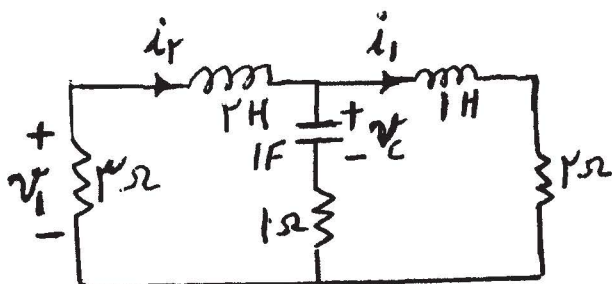 i۲
i۱
۲H
۱H
+
v۱
-
۳Ω
۱F
+
vc
-
۱Ω
۲Ω